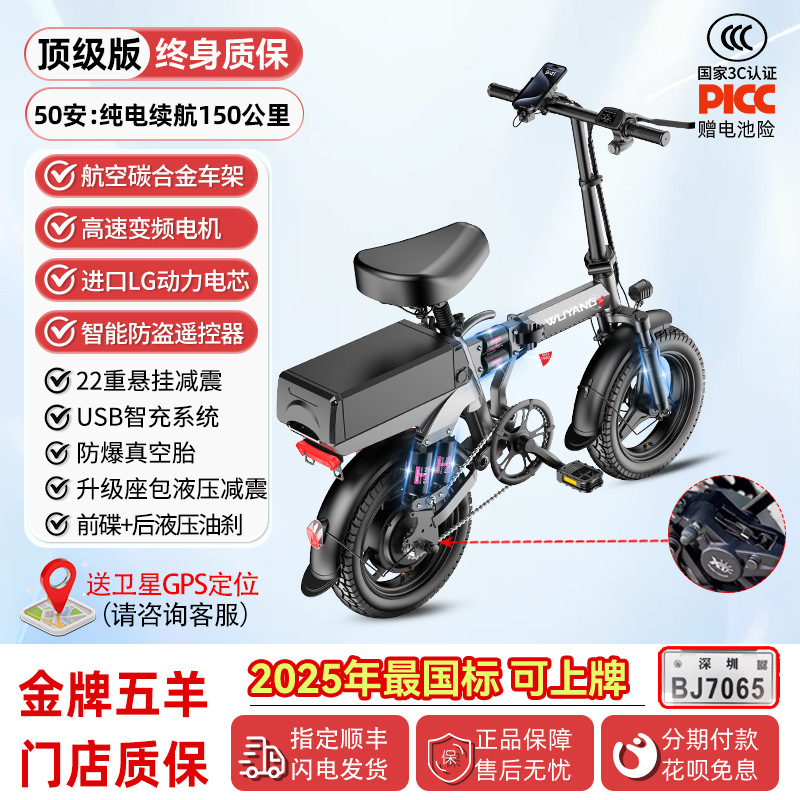 顶级版 终身质保
50安:纯电续航150公里
航空碳合金车架
高速变频电机
进口LG动力电芯
智能防盗遥控器
22重悬挂减震
USB智充系统
防爆真空胎
升级座包液压减震
前碟+后液压油刹
送卫星GPS定位
(请咨询客服)
CCC
国家3C认证
PICC
赠电池险
WUYANG
XD
金牌五羊
门店质保
2025年最国标 可上牌
深圳
BJ7065
指定顺丰
闪电发货
保
正品保障
售后无忧
分期付款
花呗免息